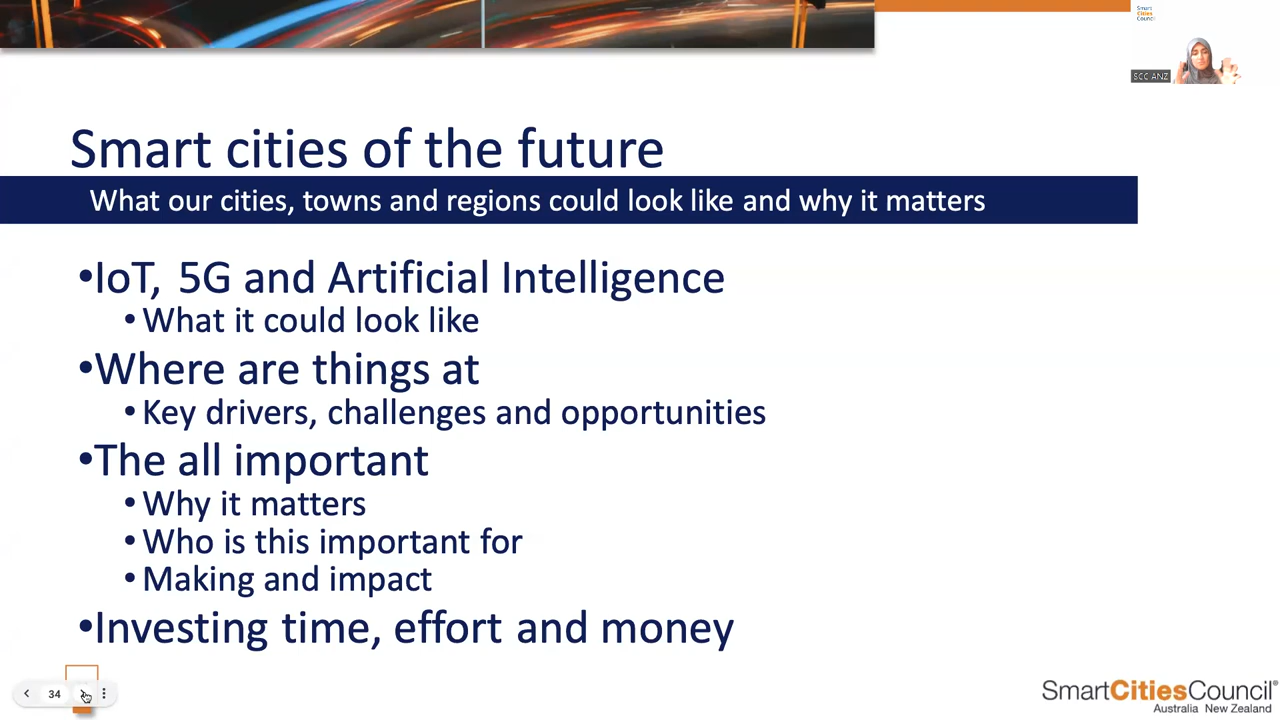 Smart
Cities
Council
SCC ANZ
Smart cities of the future
What our cities, towns and regions could look like and why it matters
•IoT, 5G and Artificial Intelligence
• What it could look like
•Where are things at
• Key drivers, challenges and opportunities
•The all important
• Why it matters
• Who is this important for
• Making and impact
•Investing time, effort and money
34
SmartCitiesCouncil®
Australia New Zealand